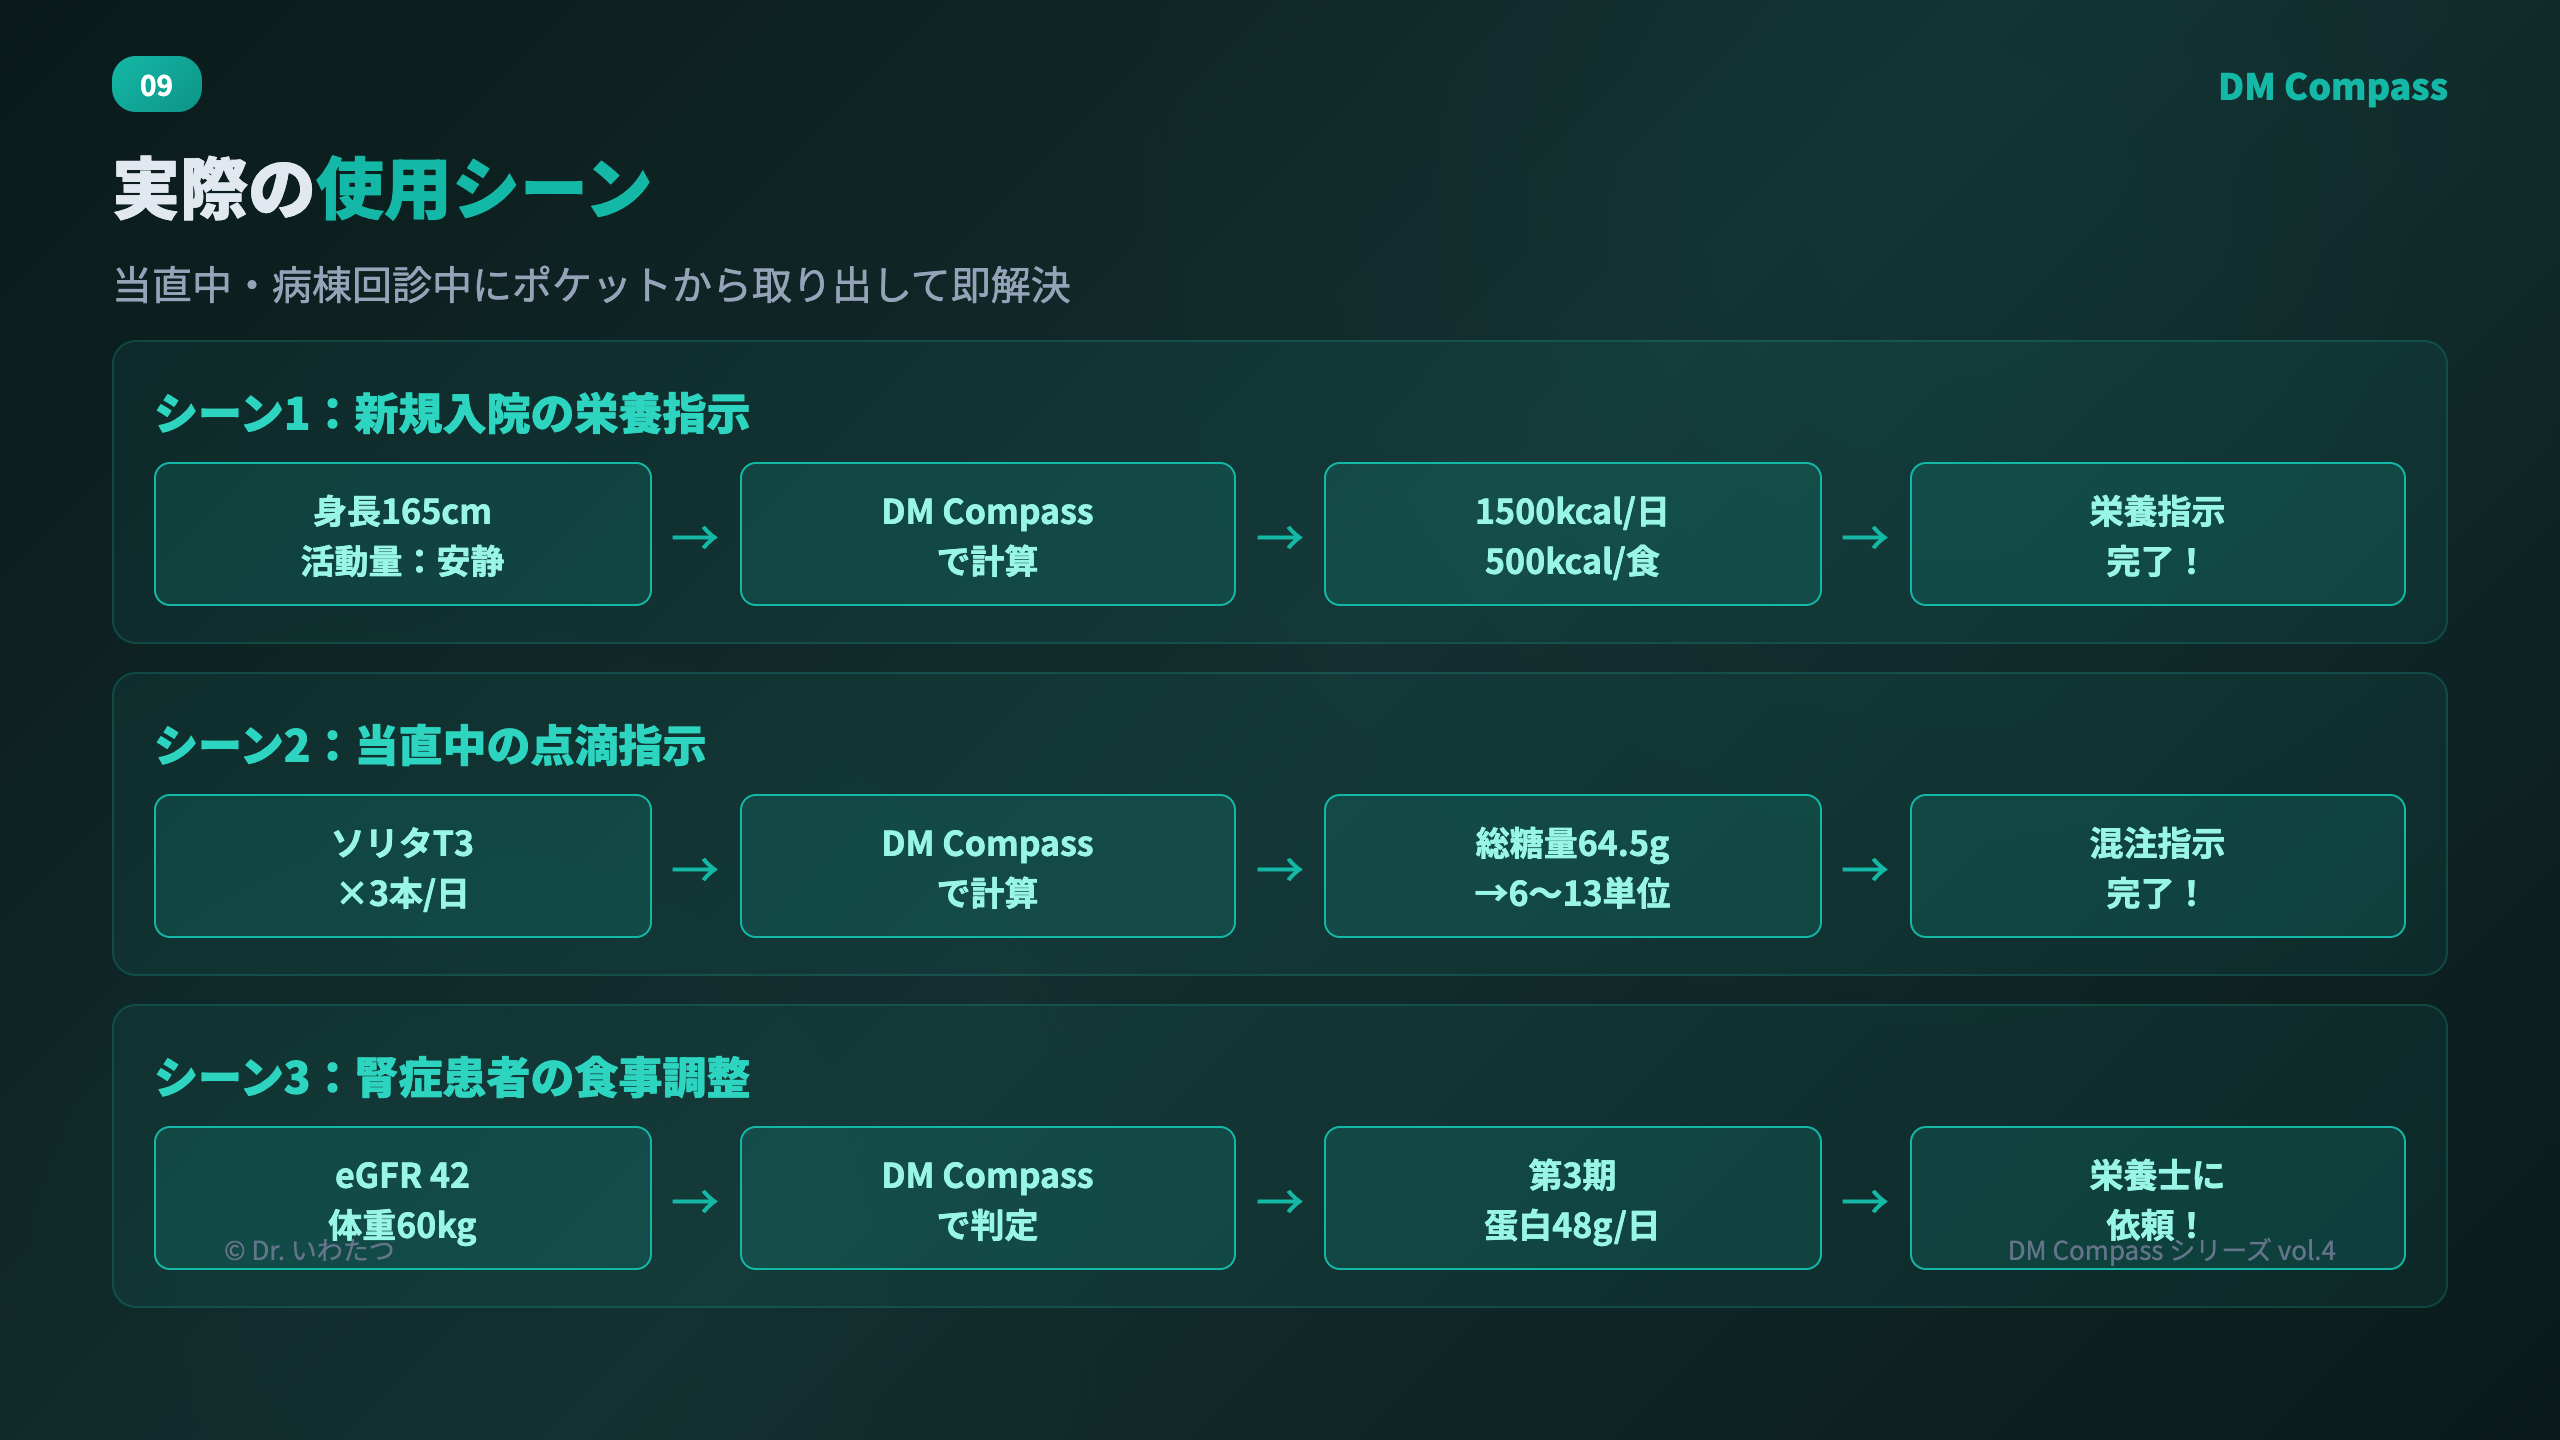 09
DM Compass
実際の使用シーン
当直中・病棟回診中にポケットから取り出して即解決
シーン1：新規入院の栄養指示
身長165cm
活動量：安静
→
DM Compass
で計算
→
1500kcal/日
500kcal/食
→
栄養指示
完了！
シーン2：当直中の点滴指示
ソリタT3
×3本/日
→
DM Compass
で計算
→
総糖量64.5g
→6〜13単位
→
混注指示
完了！
シーン3：腎症患者の食事調整
eGFR 42
体重60kg
→
DM Compass
で判定
→
第3期
蛋白48g/日
→
栄養士に
依頼！
© Dr. いわたつ
DM Compass シリーズ vol.4